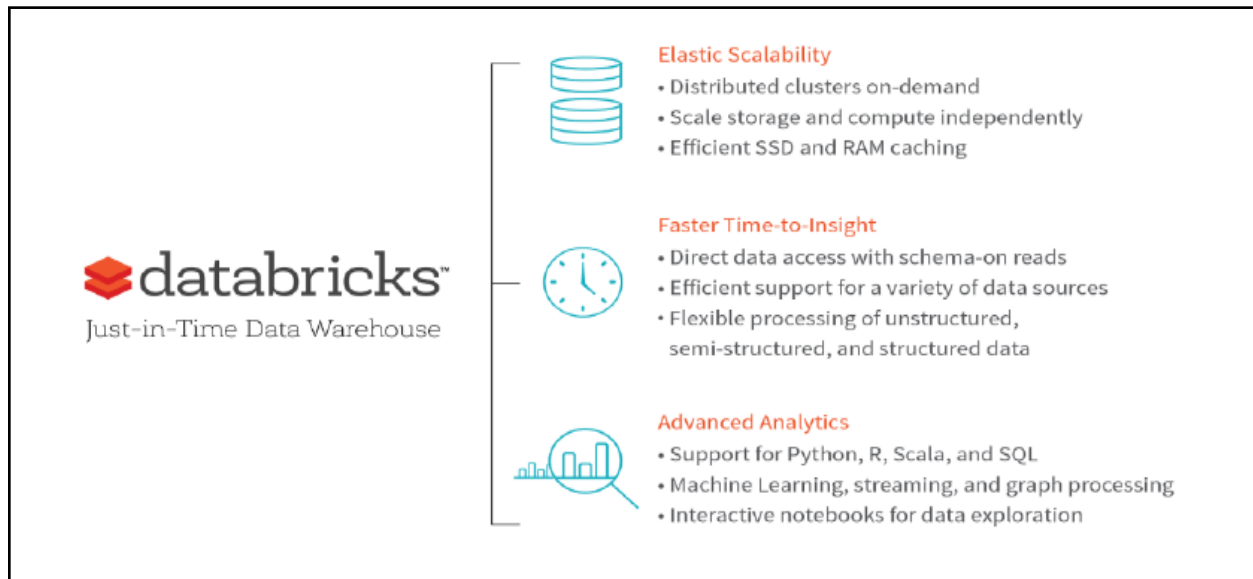 databricks™
Just-in-Time Data Warehouse
Elastic Scalability
• Distributed clusters on-demand
• Scale storage and compute independently
• Efficient SSD and RAM caching
Faster Time-to-Insight
• Direct data access with schema-on reads
• Efficient support for a variety of data sources
• Flexible processing of unstructured,
semi-structured, and structured data
Advanced Analytics
• Support for Python, R, Scala, and SQL
• Machine Learning, streaming, and graph processing
• Interactive notebooks for data exploration